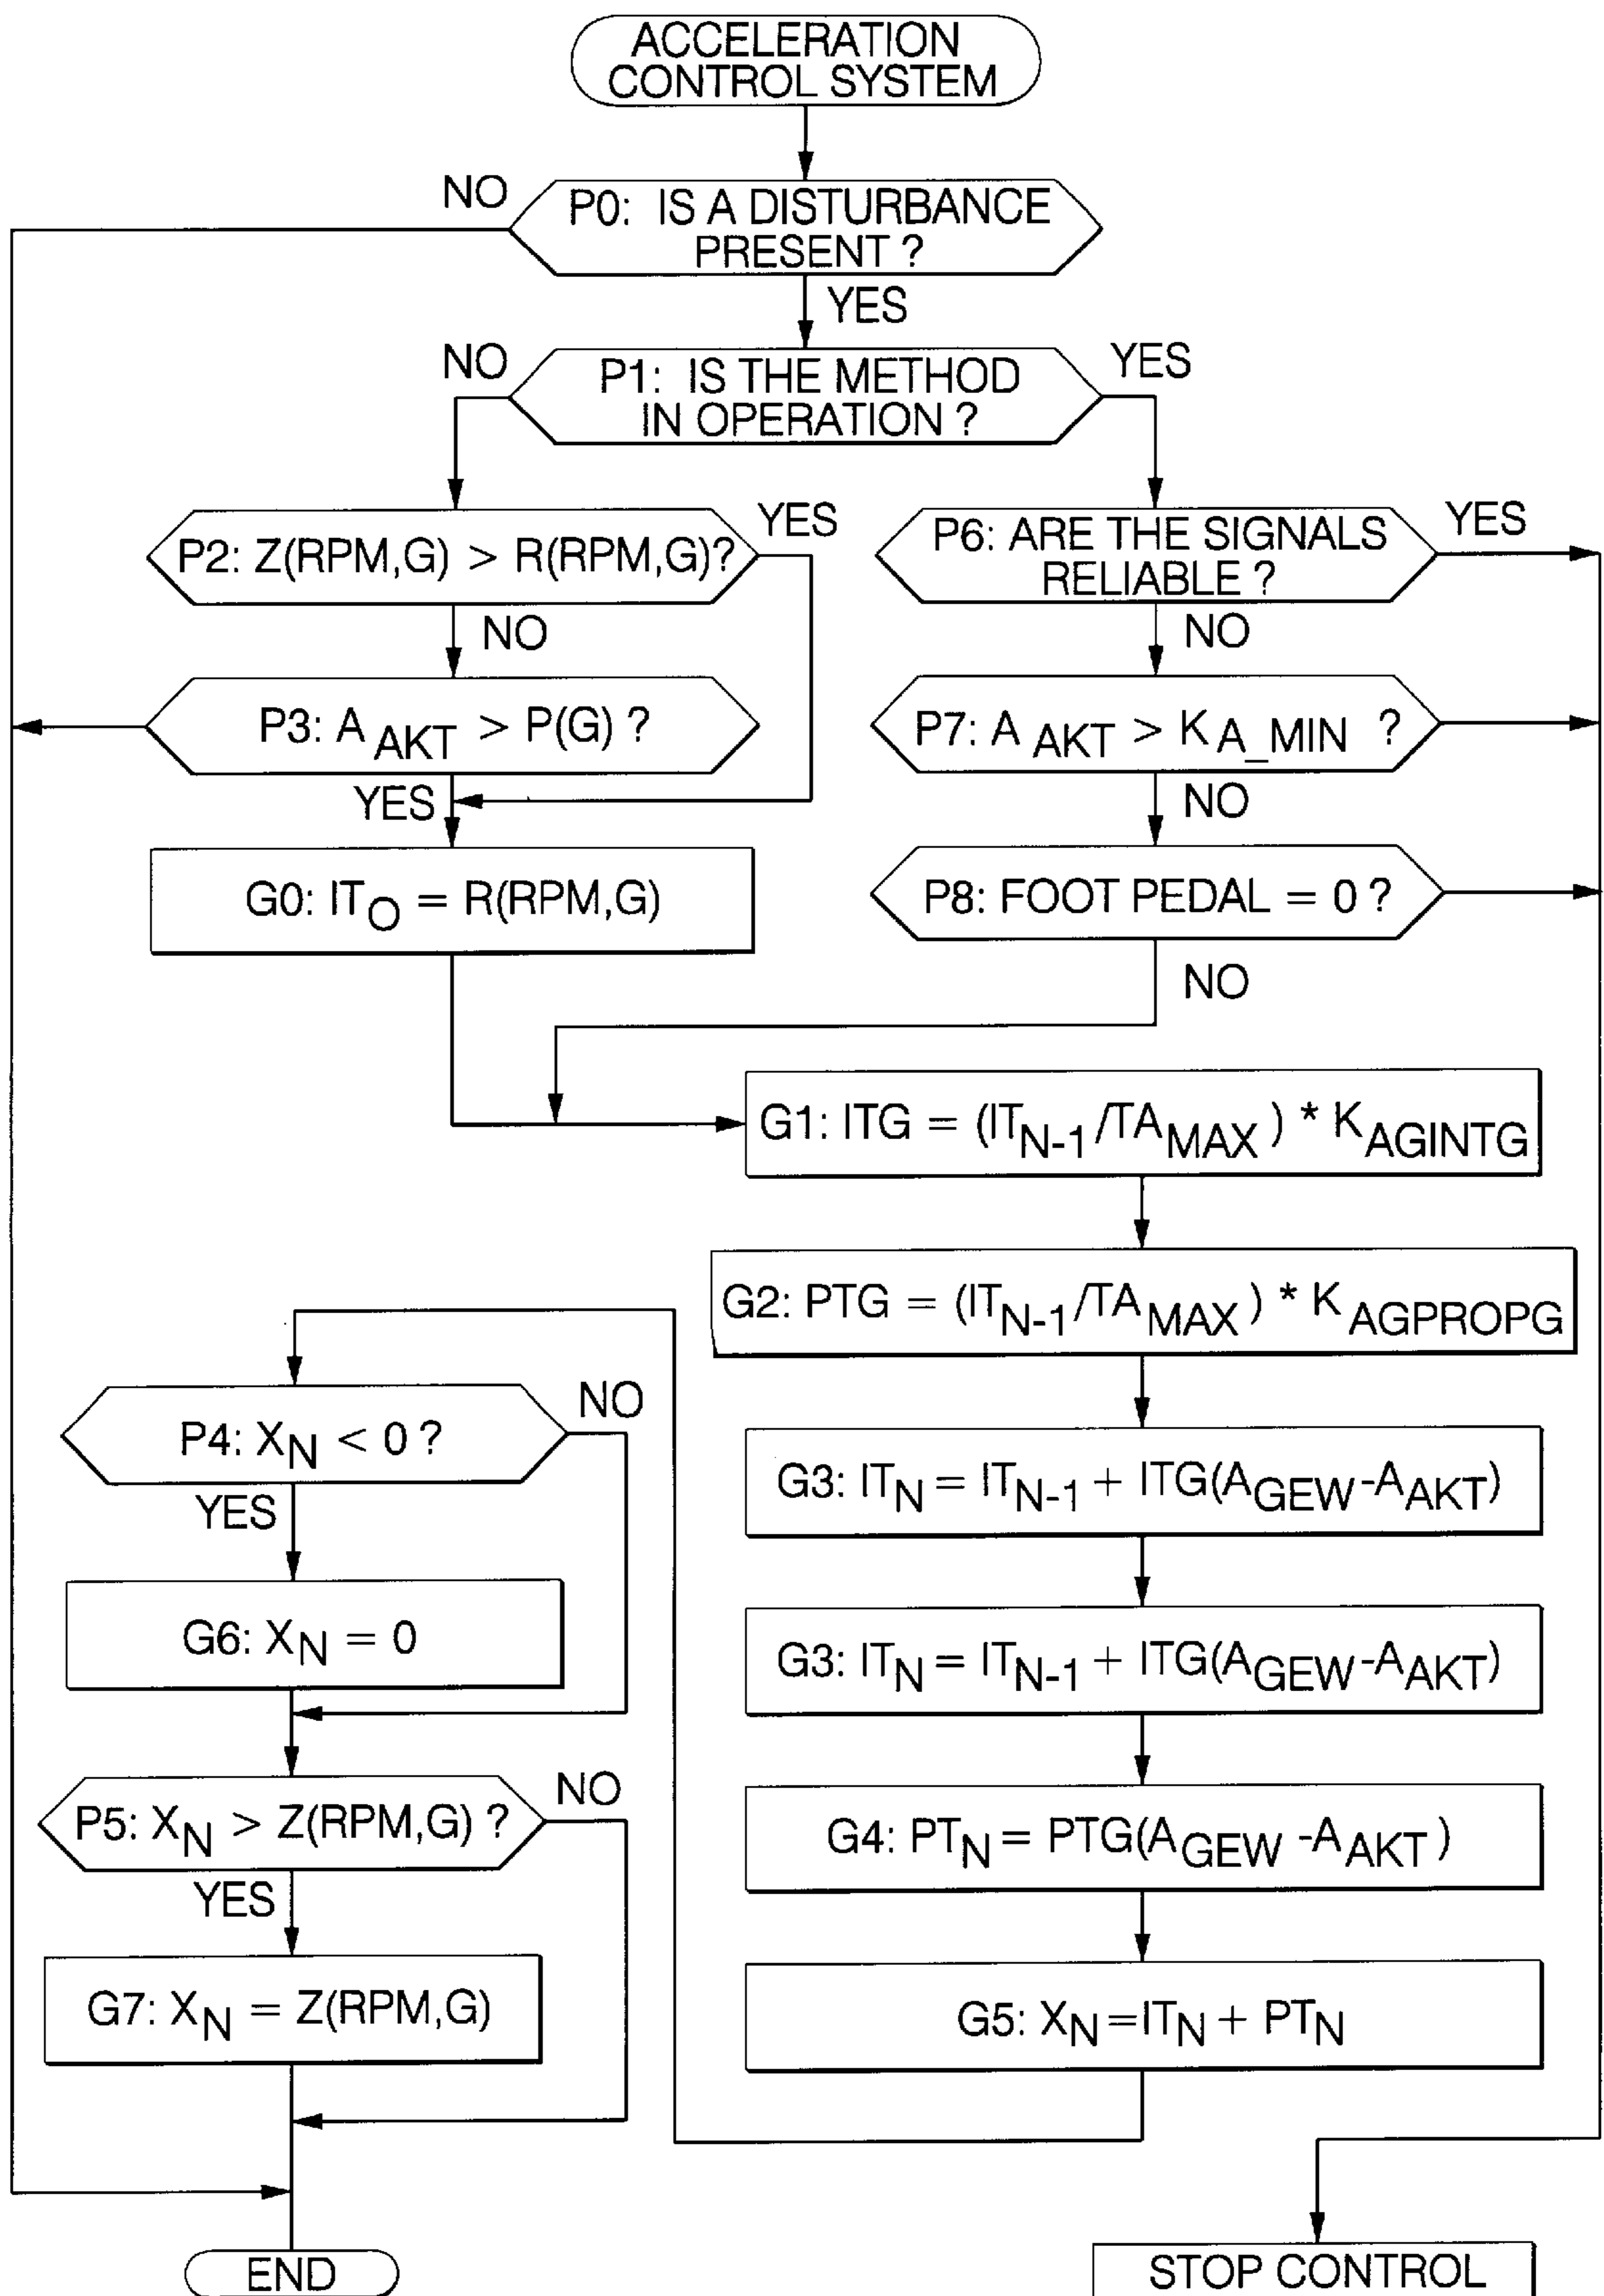 ACCELERATION
CONTROL SYSTEM
NO
P0: IS A DISTURBANCE
PRESENT ?
YES
NO
P1: IS THE METHOD
IN OPERATION ?
YES
P2: Z(RPM,G) > R(RPM,G)?
YES
P6: ARE THE SIGNALS
RELIABLE ?
YES
NO
NO
P3: A AKT > P(G) ?
P7: A AKT > K A_MIN ?
YES
NO
G0: IT O = R(RPM,G)
P8: FOOT PEDAL = 0 ?
NO
G1: ITG = (IT N-1 /TA MAX ) * K AGINTG
G2: PTG = (IT N-1 /TA MAX ) * K AGPROPG
P4: X N < 0 ?
NO
YES
G3: IT N = IT N-1 + ITG(A GEW -A AKT )
G6: X N = 0
G3: IT N = IT N-1 + ITG(A GEW -A AKT )
P5: X N > Z(RPM,G) ?
NO
YES
G4: PT N = PTG(A GEW -A AKT )
G7: X N = Z(RPM,G)
G5: X N =IT N + PT N
END
STOP CONTROL